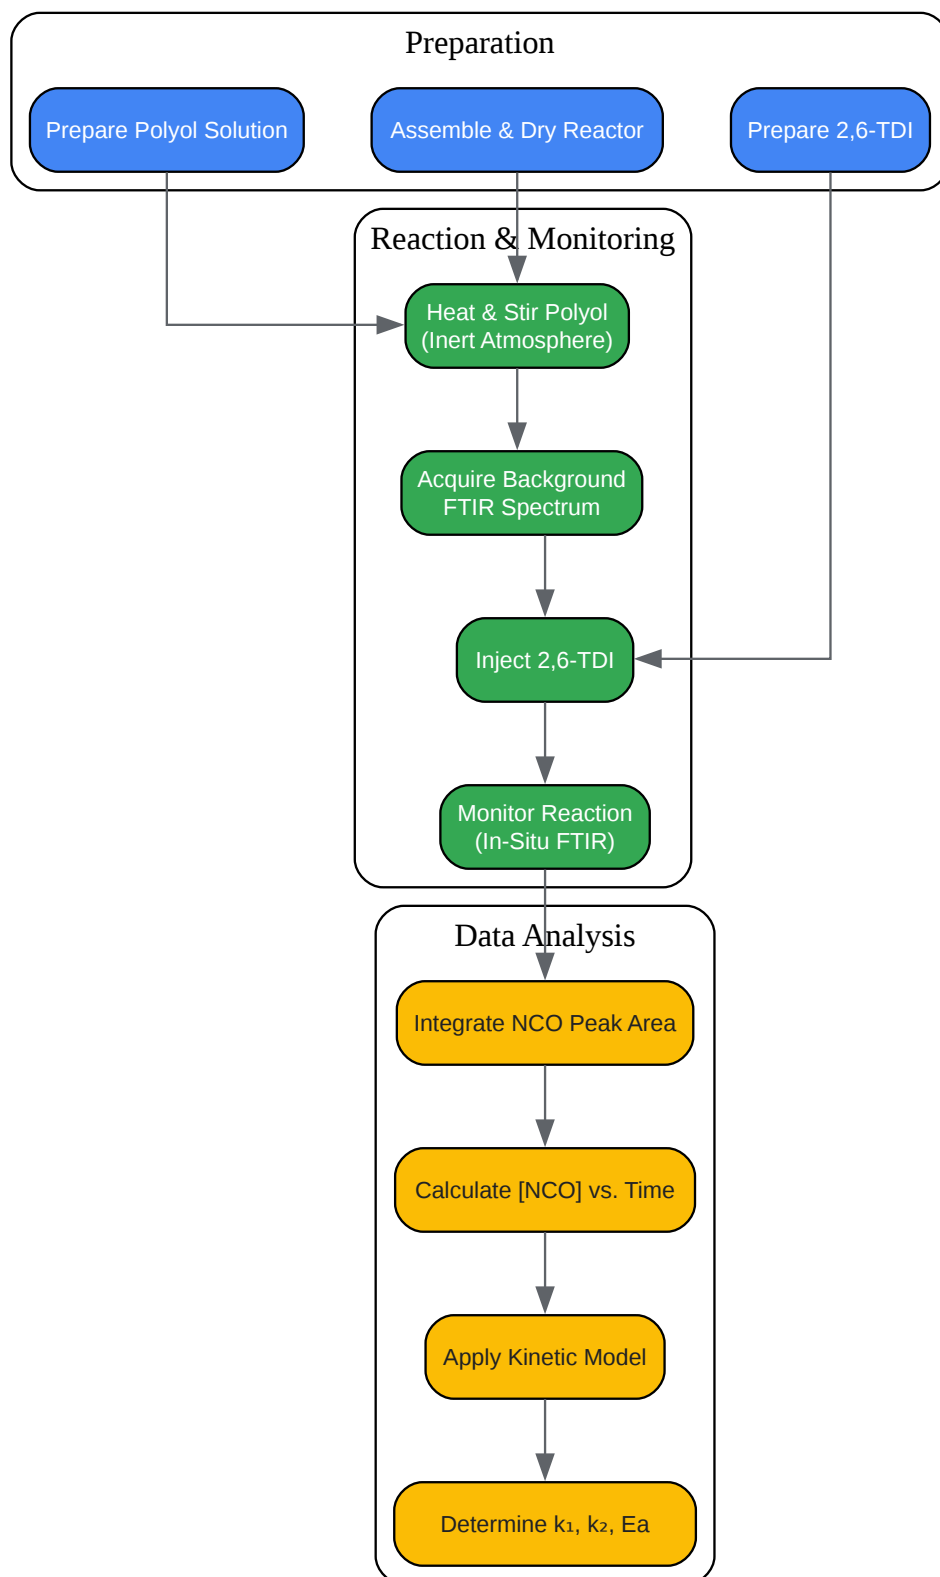 Preparation
Prepare Polyol Solution
Assemble & Dry Reactor
Prepare 2,6-TDI
Reaction & Monitoring
Heat & Stir Polyol
(Inert Atmosphere)
Acquire Background
FTIR Spectrum
Inject 2,6-TDI
Monitor Reaction
(In-Situ FTIR)
Data Analysis
Integrate NCO Peak Area
Calculate [NCO] vs. Time
Apply Kinetic Model
Determine k₁, k₂, Ea